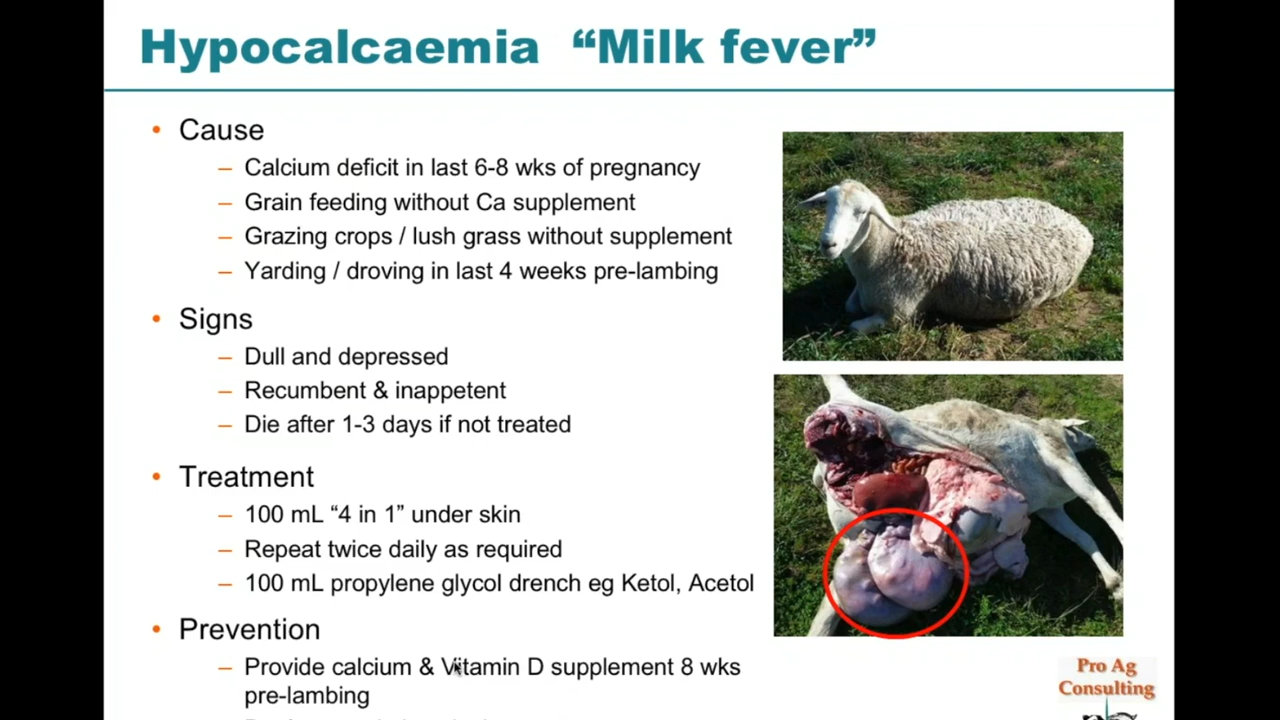 Hypocalcaemia “Milk fever”
• Cause
– Calcium deficit in last 6-8 wks of pregnancy
– Grain feeding without Ca supplement
– Grazing crops / lush grass without supplement
– Yarding / droving in last 4 weeks pre-lambing
• Signs
– Dull and depressed
– Recumbent & inappetent
– Die after 1-3 days if not treated
• Treatment
– 100 mL “4 in 1” under skin
– Repeat twice daily as required
– 100 mL propylene glycol drench eg Ketol, Acetol
• Prevention
– Provide calcium & Vitamin D supplement 8 wks
pre-lambing
Pro Ag
Consulting